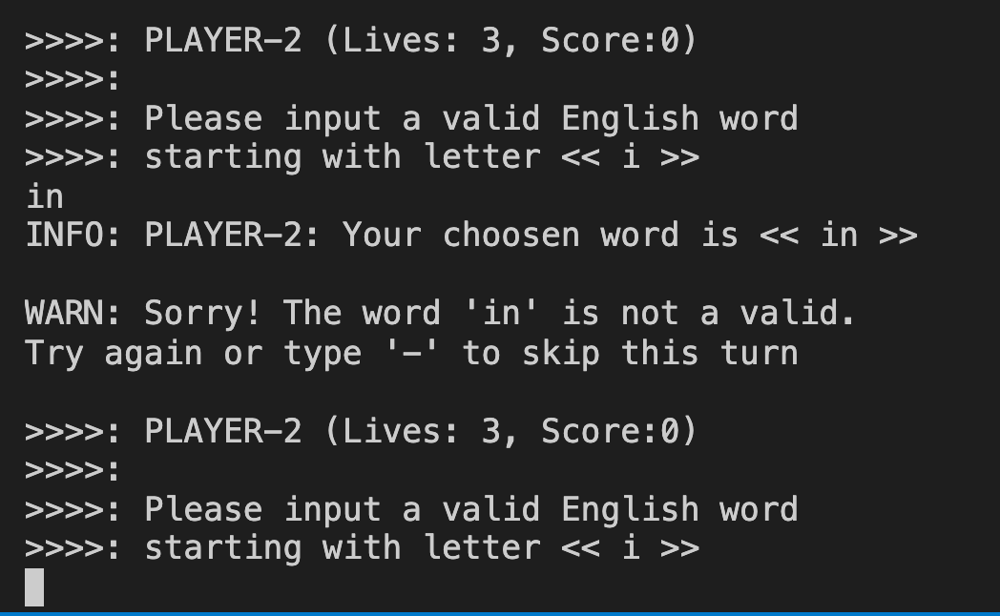 >>>>: PLAYER-2 (Lives: 3, Score:0)
>>>>:
>>>>: Please input a valid English word
>>>>: starting with letter << i >>
in
INFO: PLAYER-2: Your choosen word is << in >>
WARN: Sorry! The word 'in' is not a valid.
Try again or type '-' to skip this turn
>>>>: PLAYER-2 (Lives: 3, Score:0)
>>>>:
>>>>: Please input a valid English word
>>>>: starting with letter << i >>